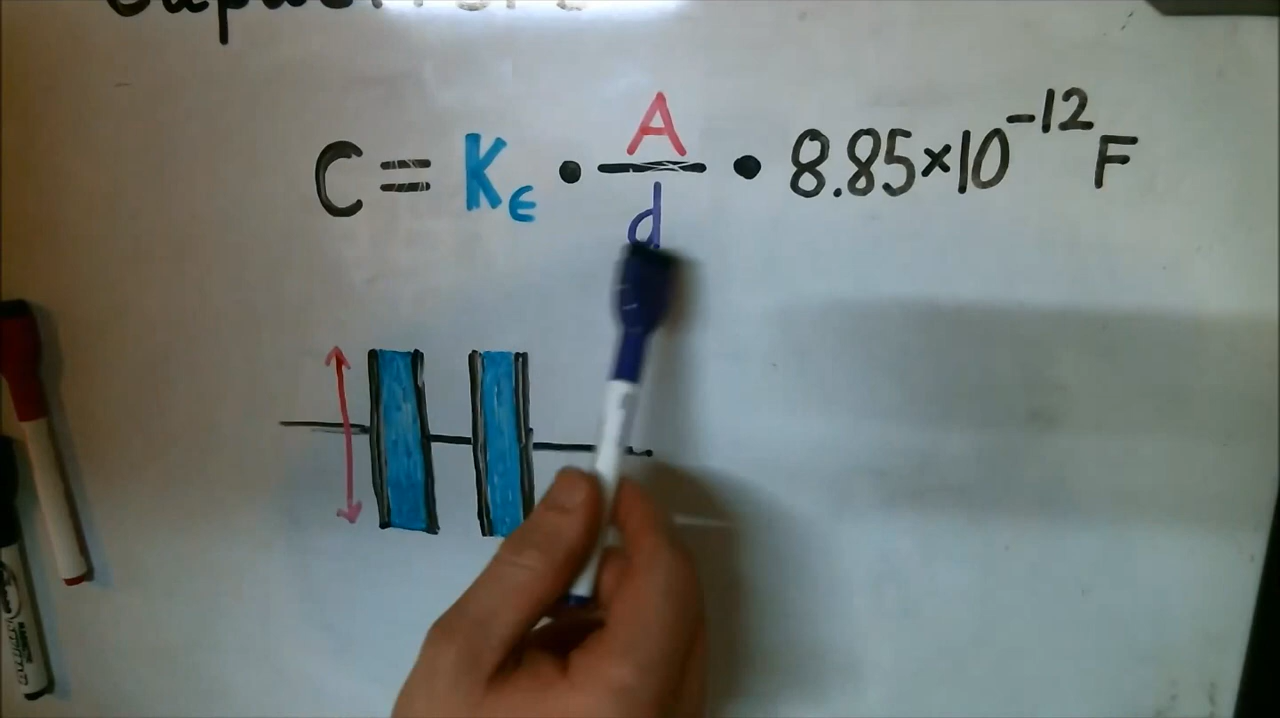 C = Kϵ • A/d • 8.85×10⁻¹² F